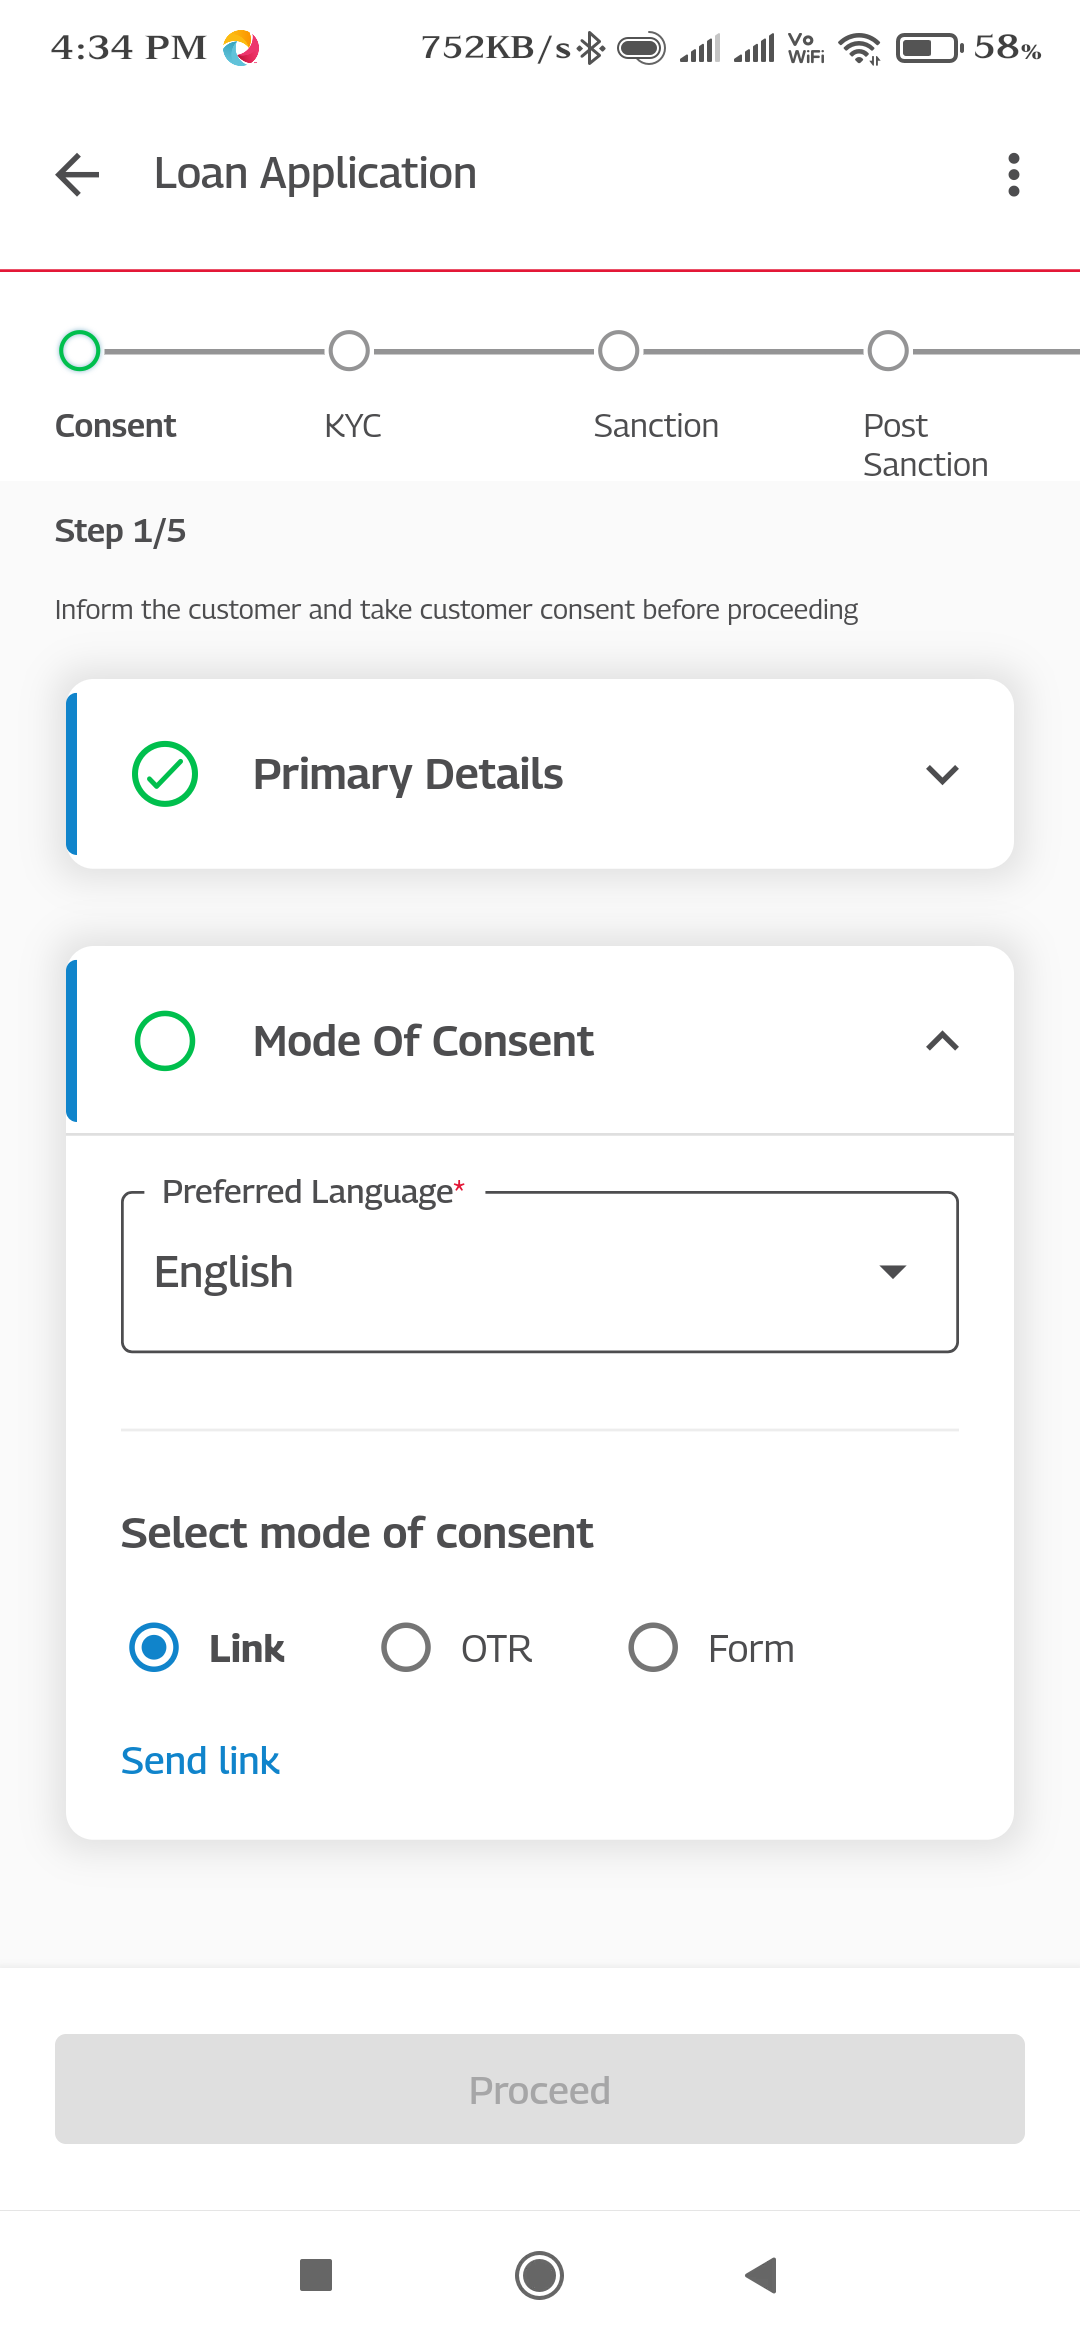 4:34 PM 752KB/s Vo WiFi 58%
Loan Application
Consent KYC Sanction Post Sanction
Step 1/5
Inform the customer and take customer consent before proceeding
Primary Details
Mode Of Consent
Preferred Language*
English
Select mode of consent
Link OTR Form
Send link
Proceed